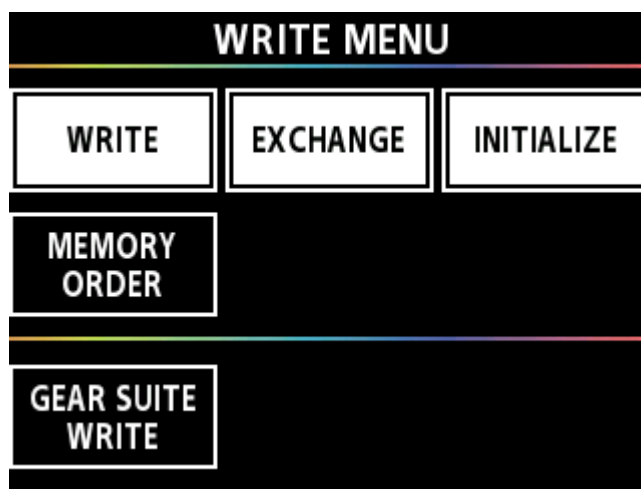 WRITE MENU
WRITE EXCHANGE INITIALIZE
MEMORY
ORDER
GEAR SUITE
WRITE